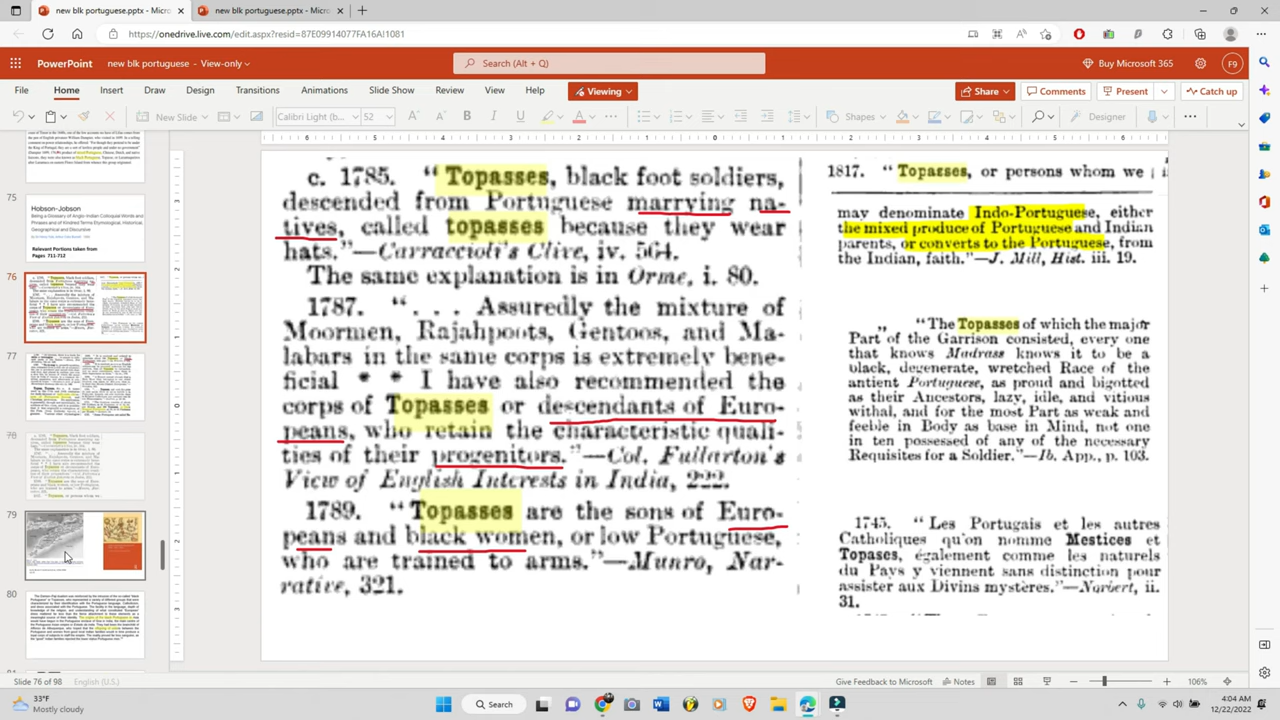 new blk portuguese.pptx - Micro
new blk portuguese.pptx - Micro
https://onedrive.live.com/edit.aspx?resid=87E09914077FA16A!1081
PowerPoint
new blk portuguese - View-only
Search (Alt + Q)
Buy Microsoft 365
F9
File
Home
Insert
Draw
Design
Transitions
Animations
Slide Show
Review
View
Help
Viewing
Share
Comments
Present
Catch up
New Slide
Calibri Light (b...
52
B
I
U
A
Shapes
Designer
75
Hobson-Jobson
Relevant Portions taken from
Pages 711-712
76
77
78
79
80
c. 1785. "Topasses, black foot soldiers,
descended from Portuguese marrying na-
tives, called topasses because they wear
hats."—Carraccioli's Clive, iv. 564.
The same explanation is in Orme, i. 80.
1787. ". . . Assuredly the mixture of
Moormen, Rajahpoots, Gentoos, and Ma-
labars in the same corps is extremely bene-
ficial. * * * I have also recommended the
corps of Topasses or descendants of Euro-
peans, who retain the characteristic quali-
ties of their progenitors."—Col. Fullarton's
View of English Interests in India, 222.
1789. "Topasses are the sons of Euro-
peans and black women, or low Portuguese,
who are trained to arms."—Munro, Nar-
rative, 321.
1817. "Topasses, or persons whom we
may denominate Indo-Portuguese, either
the mixed produce of Portuguese and Indian
parents, or converts to the Portuguese, from
the Indian, faith."—J. Mill, Hist. iii. 19.
" "The Topasses of which the major
Part of the Garrison consisted, every one
that knows Madrass knows it to be a
black, degenerate, wretched Race of the
antient Portuguese, as proud and bigotted
as their Ancestors, lazy, idle, and vitious
withal, and for the most Part as weak and
feeble in Body as base in Mind, not one
in ten possessed of any of the necessary
Requisites for a Soldier."—Ib. App., p. 103.
1745. "Les Portugais et les autres
Catholiques qu'on nomme Mestices et
Topases, également comme les naturels
du Pays y viennent sans distinction pour
assister aux Divins mystères."—Norbert, ii.
31.
Slide 76 of 98
English (U.S.)
Give Feedback to Microsoft
Notes
106%
33°F
Mostly cloudy
Search
4:04 AM
12/22/2022